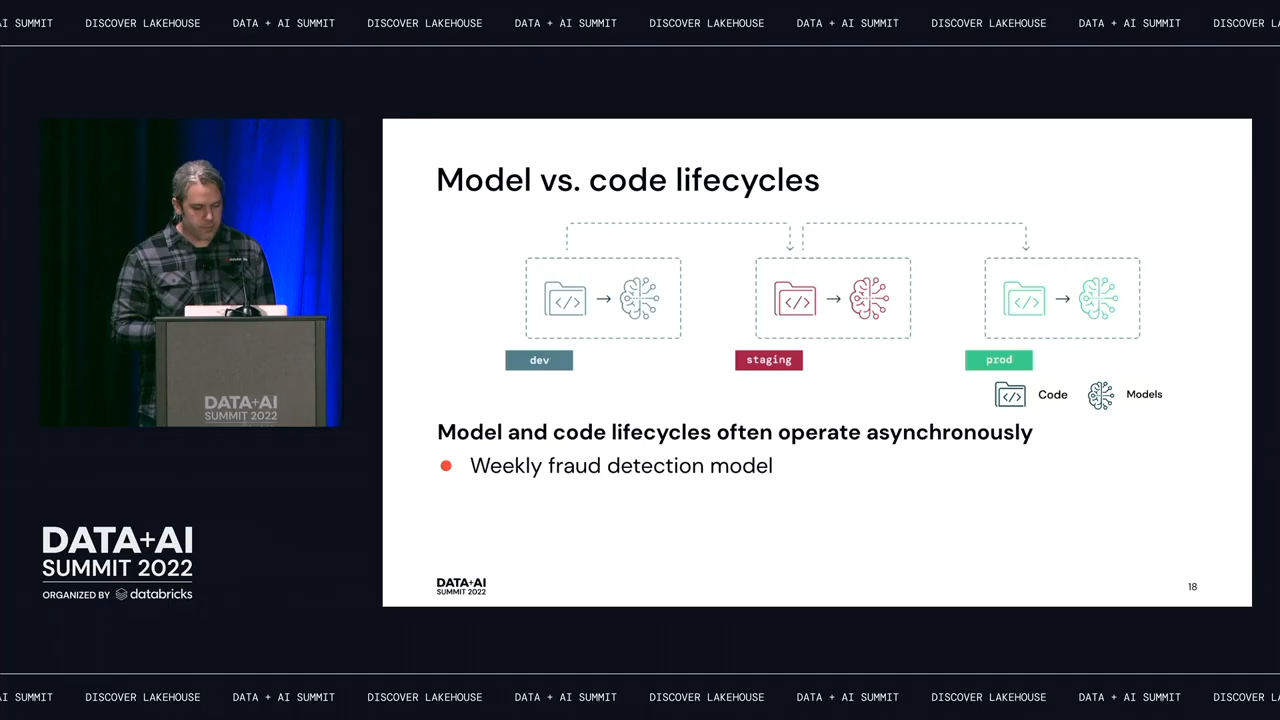 AI SUMMIT DISCOVER LAKEHOUSE DATA + AI SUMMIT DISCOVER LAKEHOUSE DATA + AI SUMMIT DISCOVER LAKEHOUSE DATA + AI SUMMIT DISCOVER LAKEHOUSE DATA + AI SUMMIT DISCOVER LA
Model vs. code lifecycles
dev
staging
prod
Code
Models
Model and code lifecycles often operate asynchronously
Weekly fraud detection model
DATA+AI
SUMMIT 2022
18
DATA+AI
SUMMIT 2022
DATA+AI
SUMMIT 2022
ORGANIZED BY databricks
AI SUMMIT DISCOVER LAKEHOUSE DATA + AI SUMMIT DISCOVER LAKEHOUSE DATA + AI SUMMIT DISCOVER LAKEHOUSE DATA + AI SUMMIT DISCOVER LAKEHOUSE DATA + AI SUMMIT DISCOVER LA